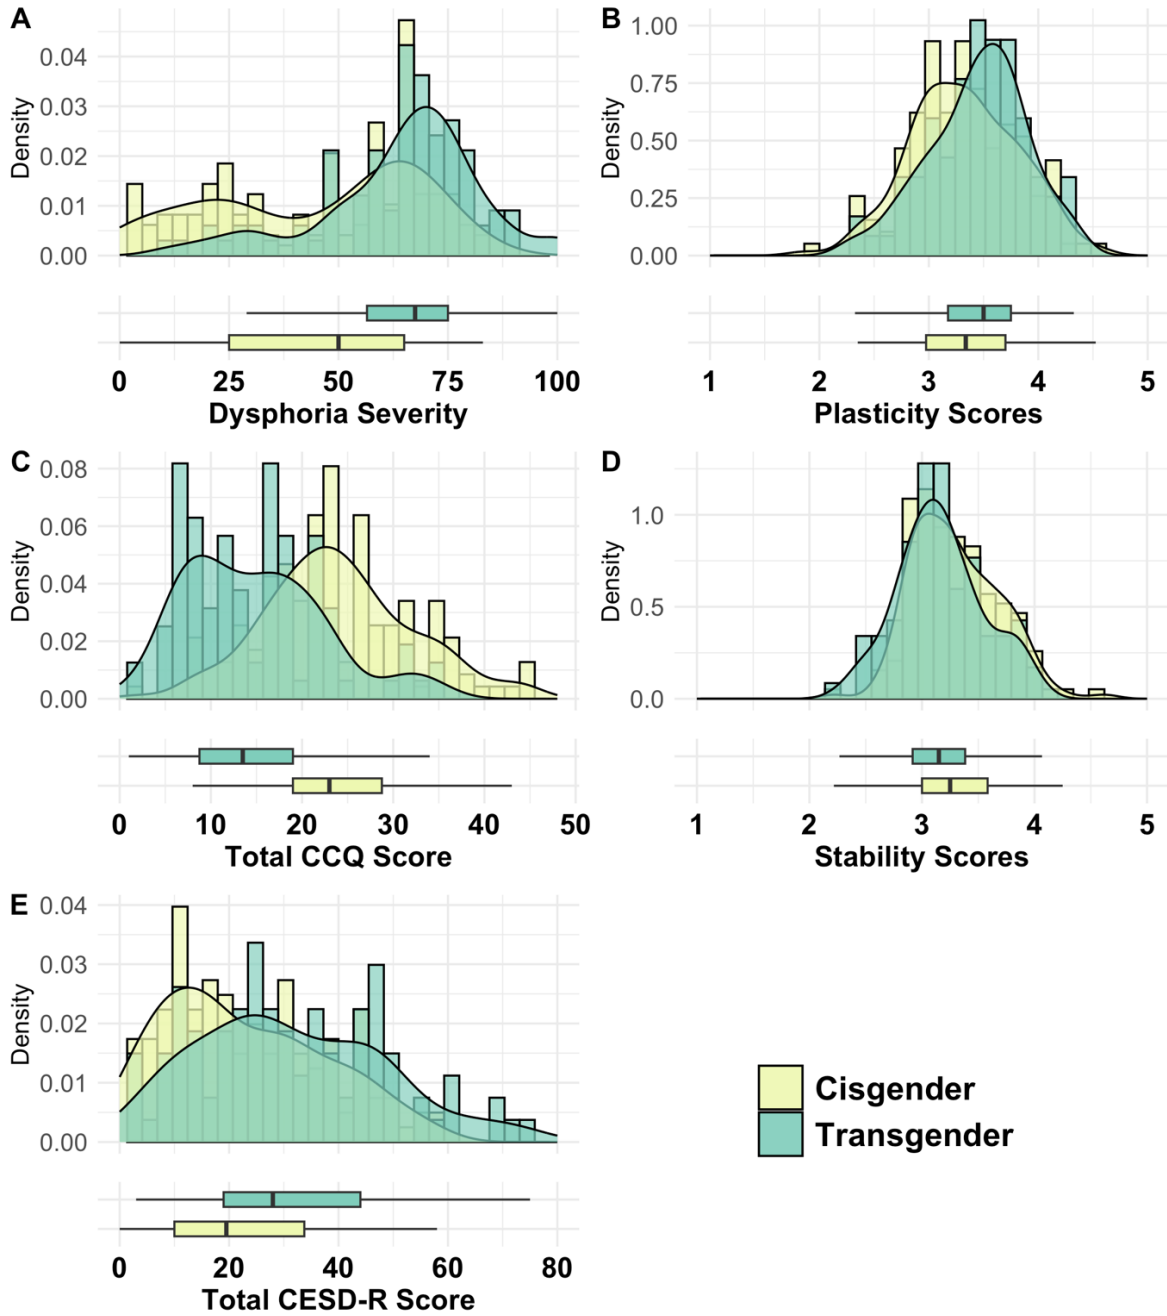 A
Density
0.04
0.03
0.02
0.01
0.00
0 25 50 75 100
Dysphoria Severity
B
Density
1.00
0.75
0.50
0.25
0.00
1 2 3 4 5
Plasticity Scores
C
Density
0.08
0.06
0.04
0.02
0.00
0 10 20 30 40 50
Total CCQ Score
D
Density
1.0
0.5
0.0
1 2 3 4 5
Stability Scores
E
Density
0.04
0.03
0.02
0.01
0.00
0 20 40 60 80
Total CESD-R Score
Cisgender
Transgender